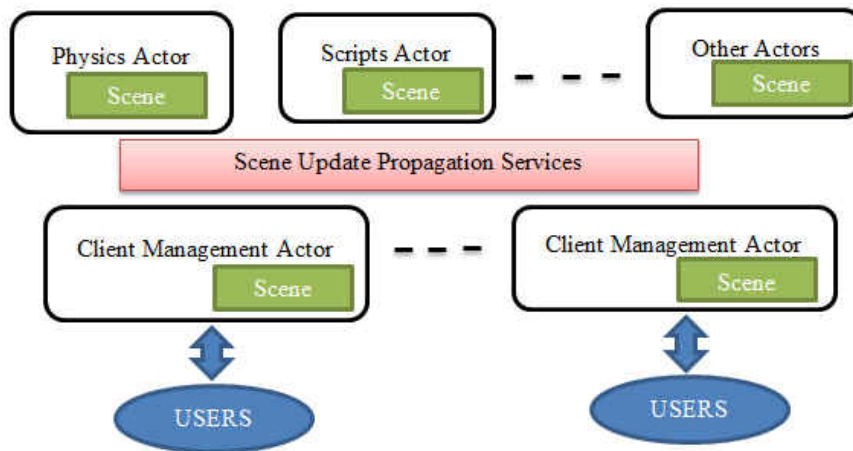 Physics Actor
Scene
Scripts Actor
Scene
Other Actors
Scene
Scene Update Propagation Services
Client Management Actor
Scene
Client Management Actor
Scene
USERS
USERS